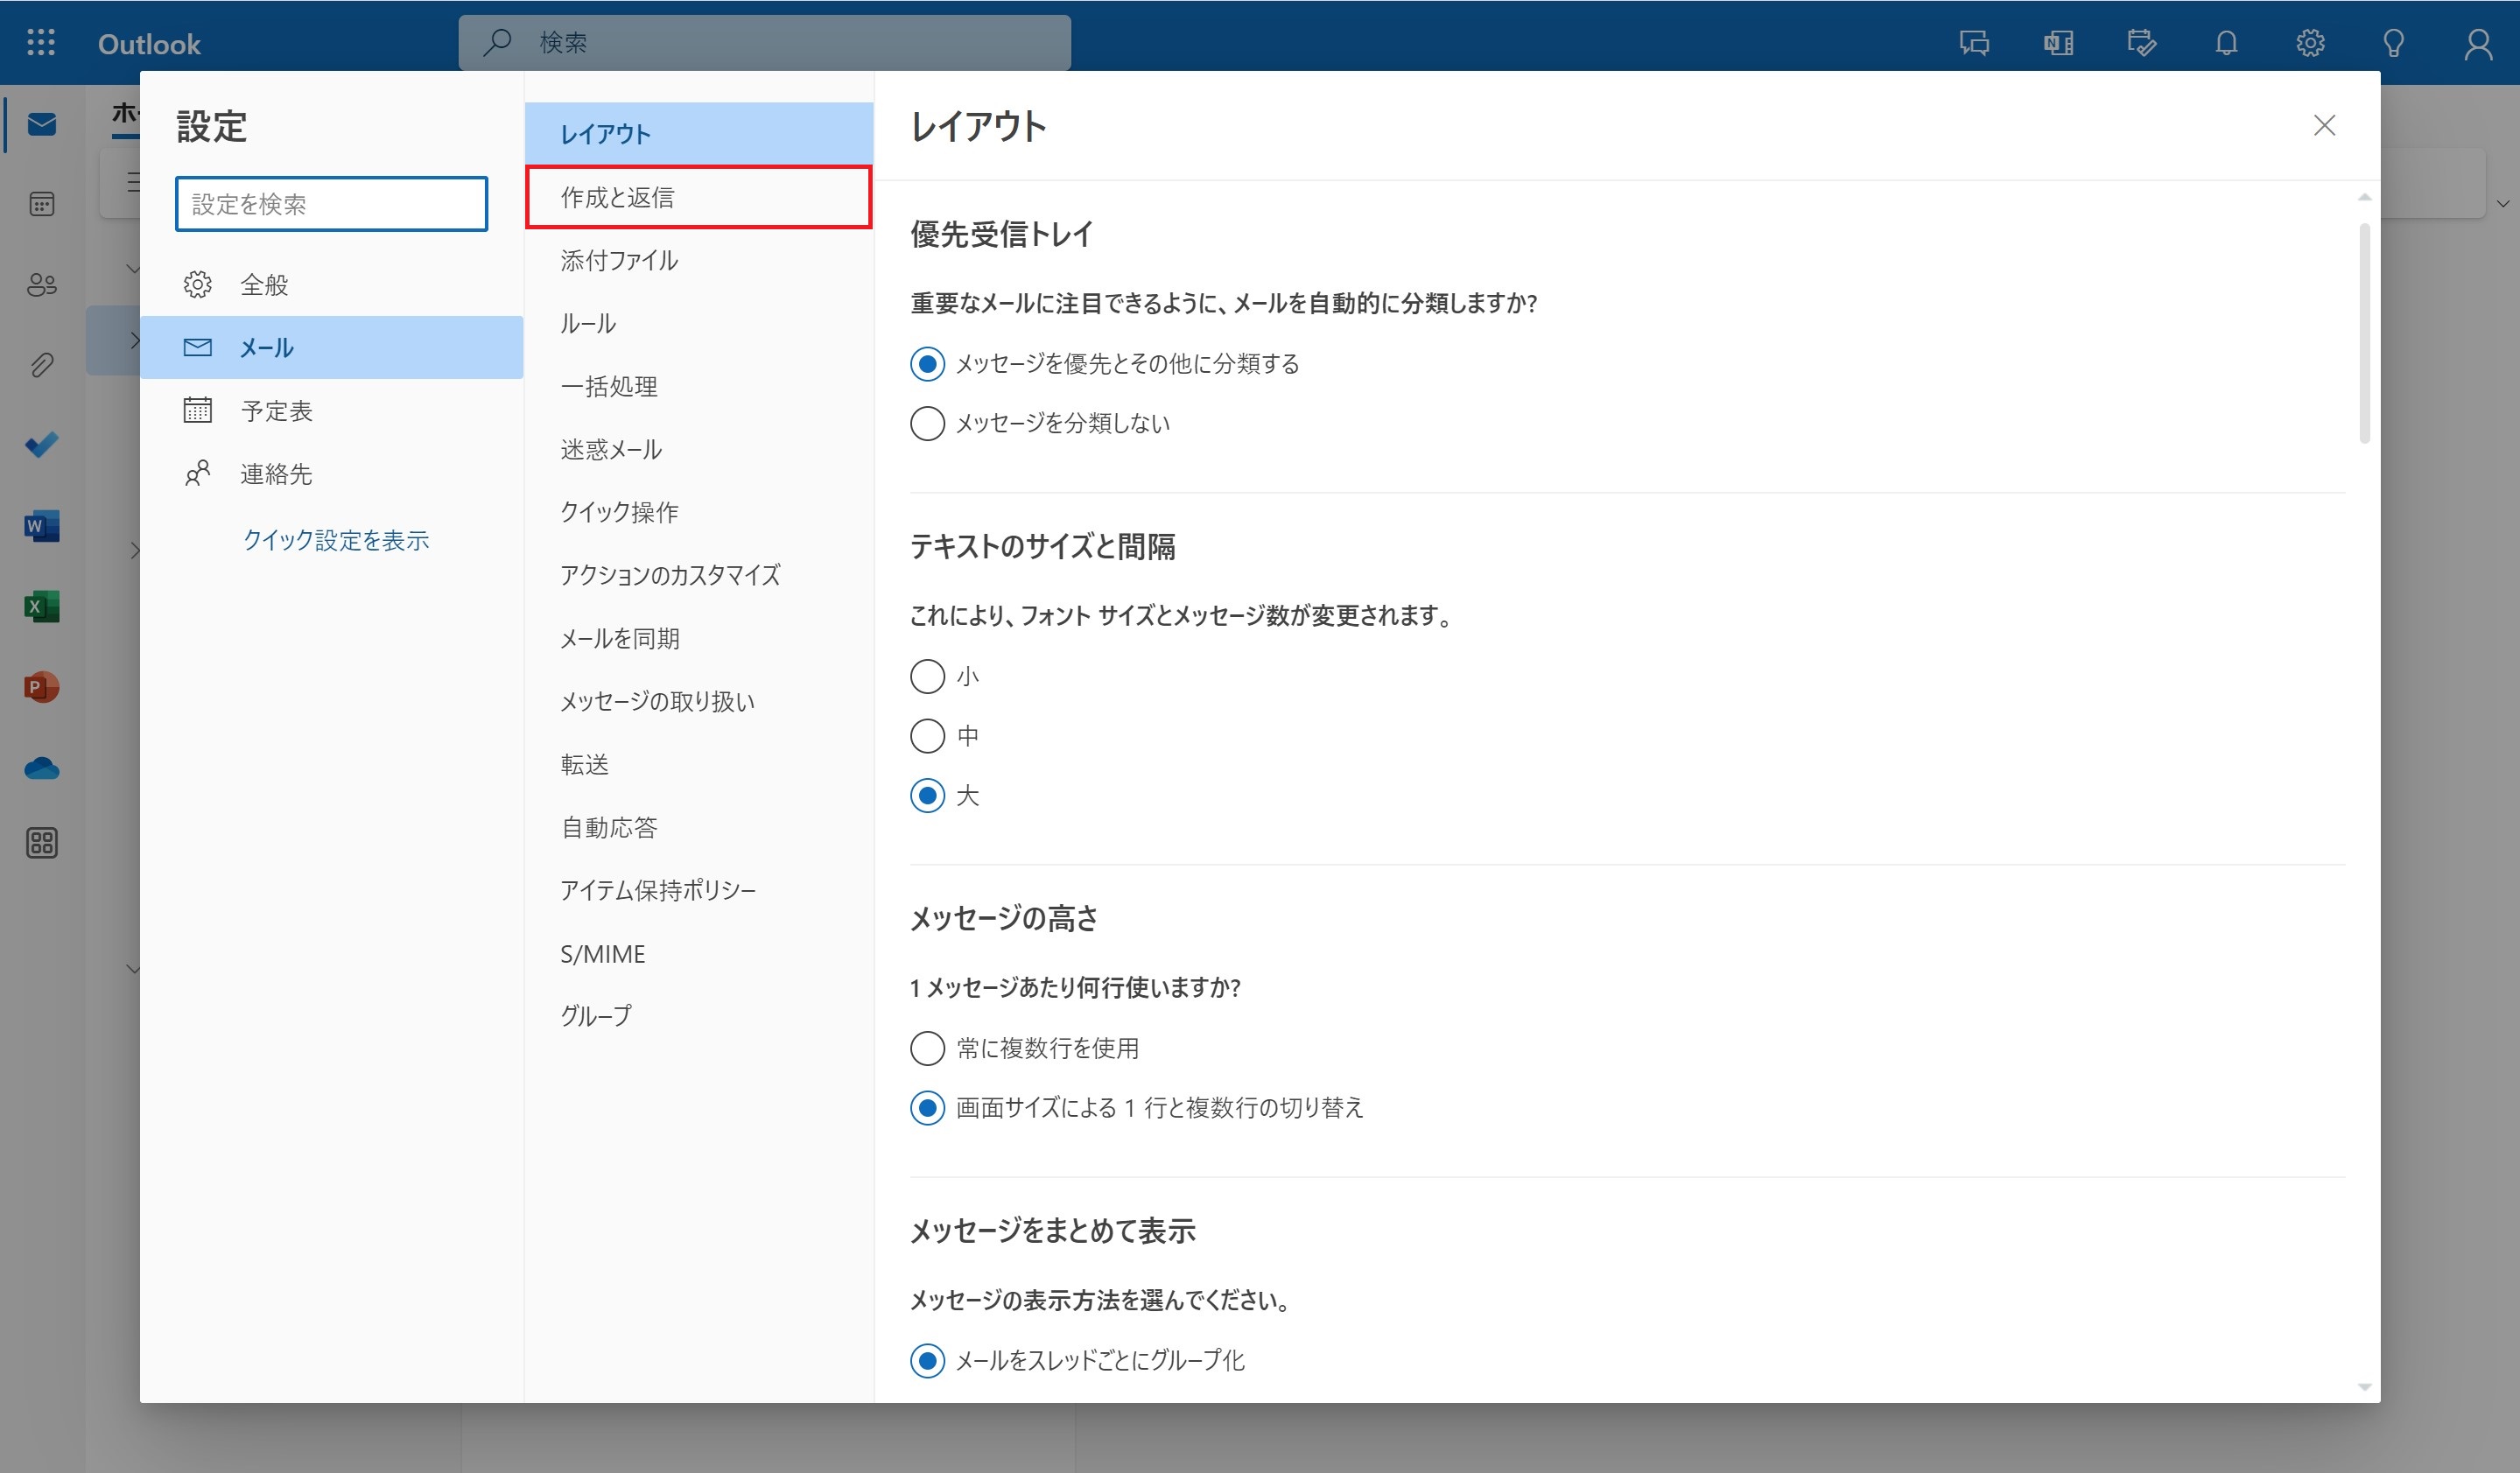 Outlook
検索
ホ
設定
設定を検索
全般
メール
予定表
連絡先
クイック設定を表示
レイアウト
作成と返信
添付ファイル
ルール
一括処理
迷惑メール
クイック操作
アクションのカスタマイズ
メールを同期
メッセージの取り扱い
転送
自動応答
アイテム保持ポリシー
S/MIME
グループ
レイアウト
優先受信トレイ
重要なメールに注目できるように、メールを自動的に分類しますか?
メッセージを優先とその他に分類する
メッセージを分類しない
テキストのサイズと間隔
これにより、フォント サイズとメッセージ数が変更されます。
小
中
大
メッセージの高さ
1 メッセージあたり何行使いますか?
常に複数行を使用
画面サイズによる 1 行と複数行の切り替え
メッセージをまとめて表示
メッセージの表示方法を選んでください。
メールをスレッドごとにグループ化
W
X
P
N